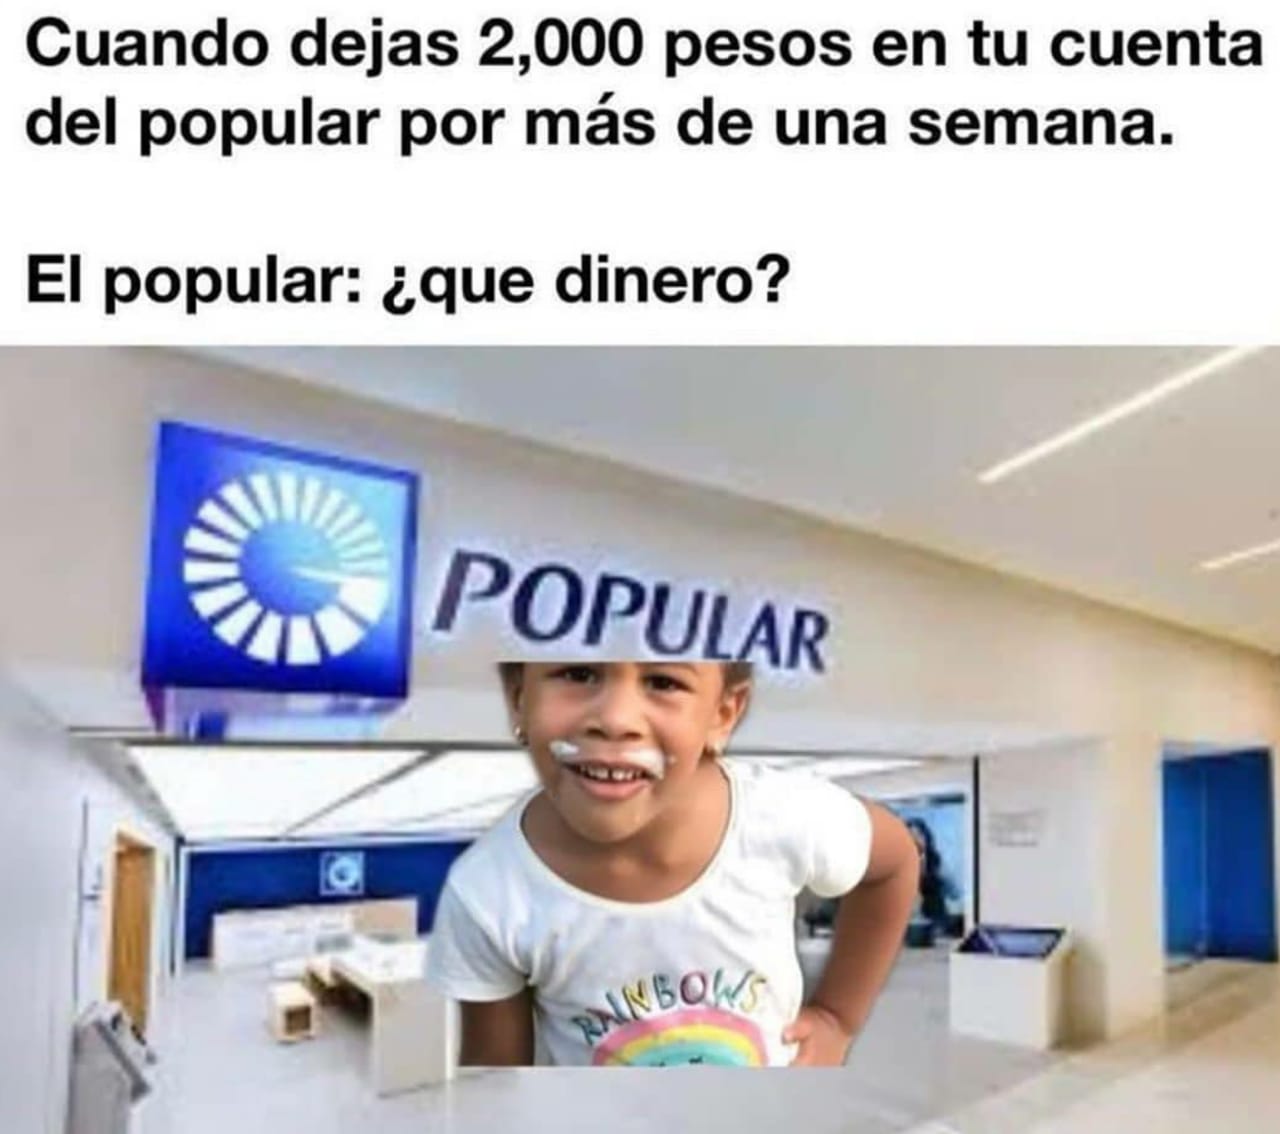 Cuando dejas 2,000 pesos en tu cuenta
del popular por más de una semana.
El popular: ¿que dinero?
POPULAR
RAINBOWS